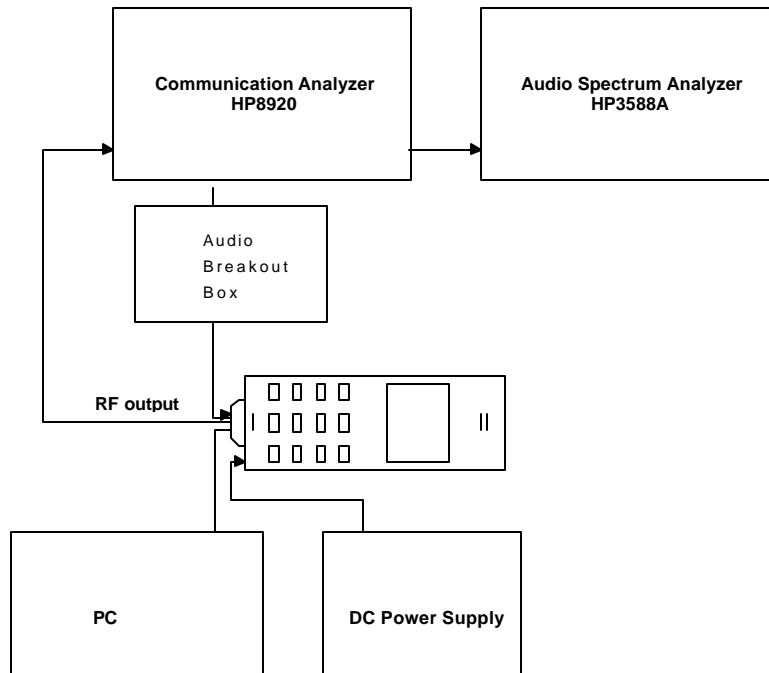 Communication Analyzer
HP8920
Audio Spectrum Analyzer
HP3588A
Audio
Breakout
Box
RF output
PC
DC Power Supply